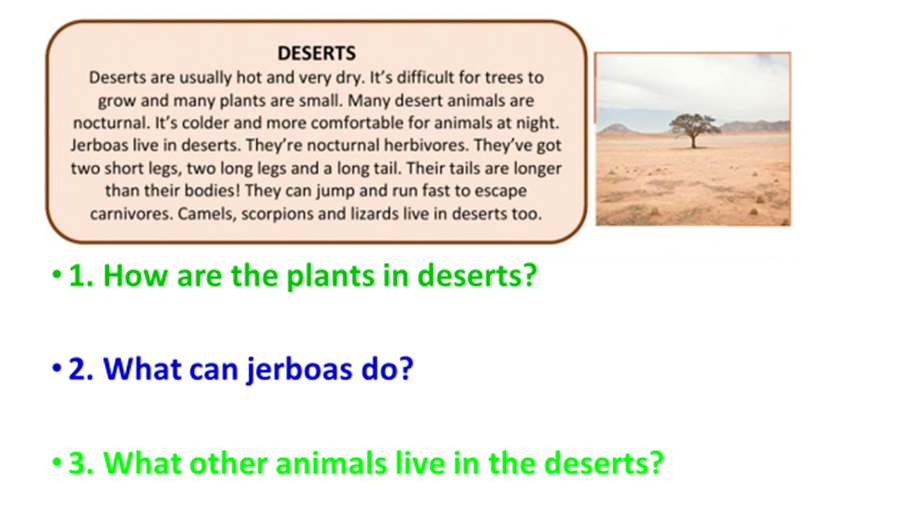 DESERTS
Deserts are usually hot and very dry. It's difficult for trees to
grow and many plants are small. Many desert animals are
nocturnal. It's colder and more comfortable for animals at night.
Jerboas live in deserts. They're nocturnal herbivores. They've got
two short legs, two long legs and a long tail. Their tails are longer
than their bodies! They can jump and run fast to escape
carnivores. Camels, scorpions and lizards live in deserts too.
• 1. How are the plants in deserts?
• 2. What can jerboas do?
• 3. What other animals live in the deserts?